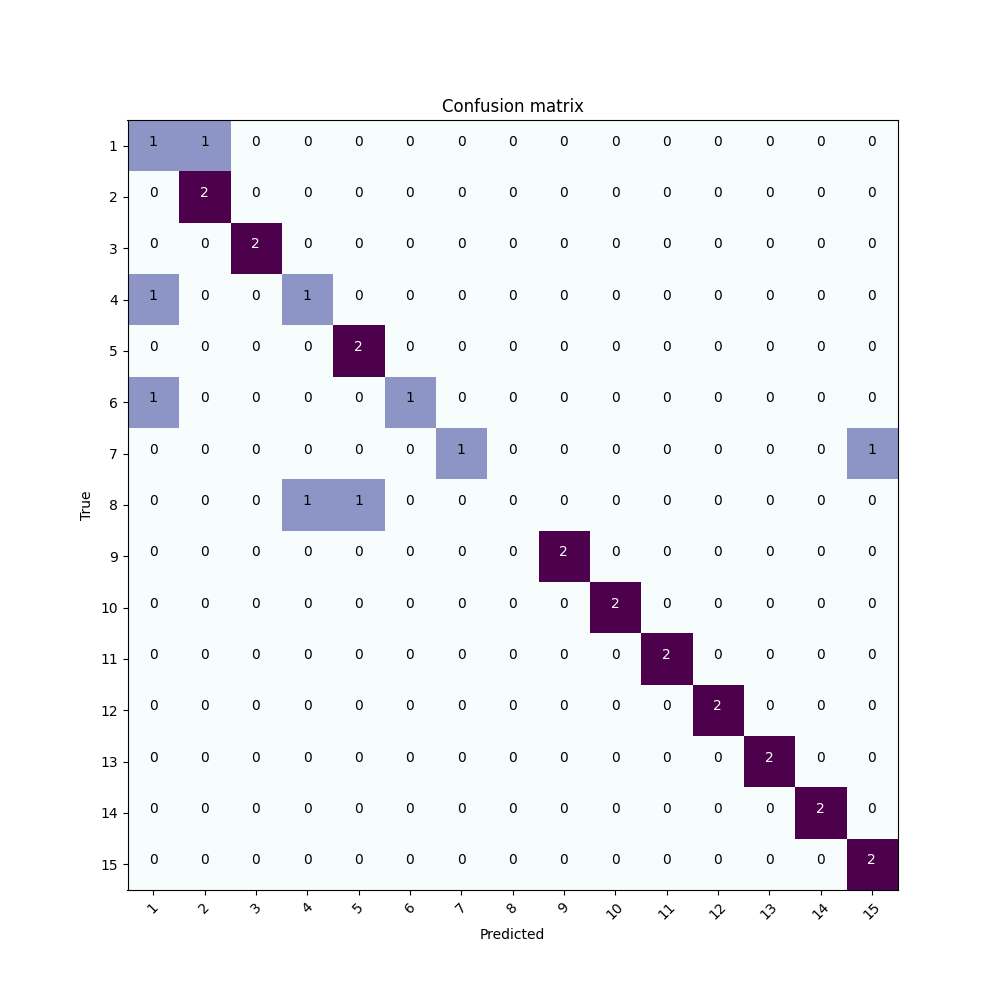 Confusion matrix
1 1 1 0 0 0 0 0 0 0 0 0 0 0 0 0
2 0 2 0 0 0 0 0 0 0 0 0 0 0 0 0
3 0 0 2 0 0 0 0 0 0 0 0 0 0 0 0
4 1 0 0 1 0 0 0 0 0 0 0 0 0 0 0
5 0 0 0 0 2 0 0 0 0 0 0 0 0 0 0
6 1 0 0 0 0 1 0 0 0 0 0 0 0 0 0
7 0 0 0 0 0 0 1 0 0 0 0 0 0 0 1
8 0 0 0 1 1 0 0 0 0 0 0 0 0 0 0
9 0 0 0 0 0 0 0 0 2 0 0 0 0 0 0
10 0 0 0 0 0 0 0 0 0 2 0 0 0 0 0
11 0 0 0 0 0 0 0 0 0 0 2 0 0 0 0
12 0 0 0 0 0 0 0 0 0 0 0 2 0 0 0
13 0 0 0 0 0 0 0 0 0 0 0 0 2 0 0
14 0 0 0 0 0 0 0 0 0 0 0 0 0 2 0
15 0 0 0 0 0 0 0 0 0 0 0 0 0 0 2
True
1 2 3 4 5 6 7 8 9 10 11 12 13 14 15
Predicted